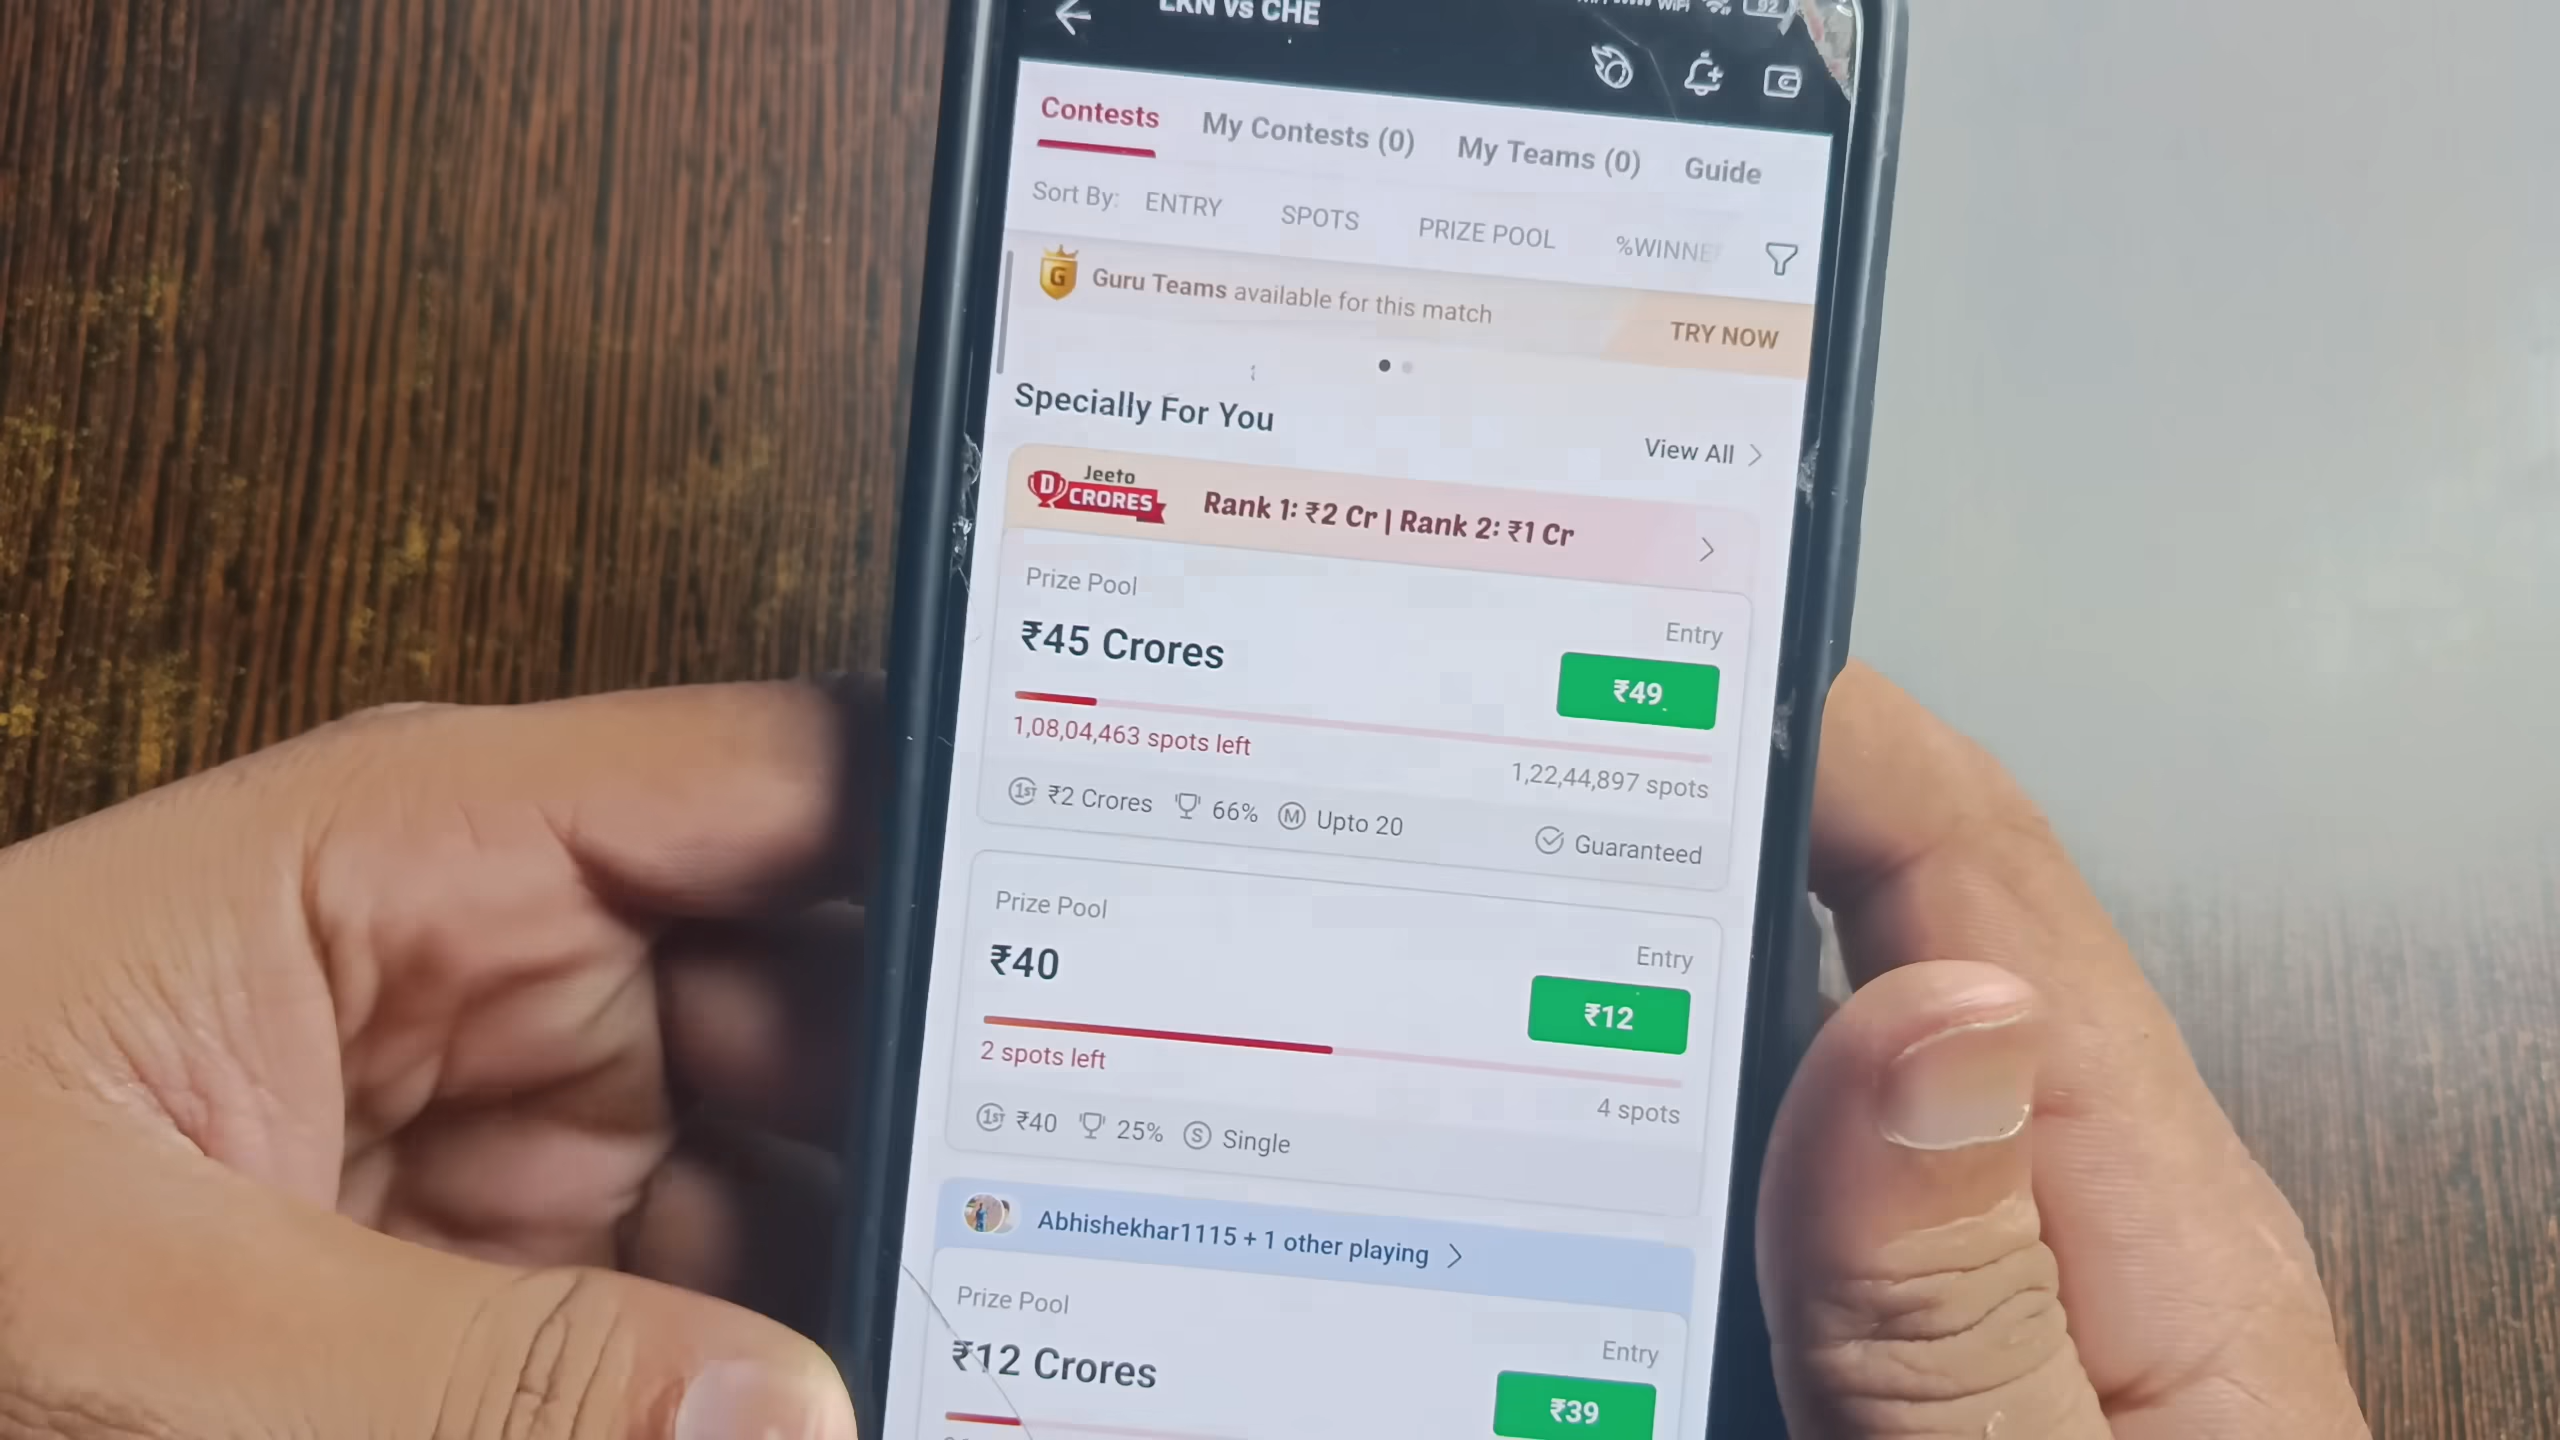 LKN vs CHE
WiFi
92
Contests
My Contests (0)
My Teams (0)
Guide
Sort By:
ENTRY
SPOTS
PRIZE POOL
G
Guru Teams available for this match
TRY NOW
Specially For You
View All
D Jeeto
CRORES
Rank 1: ₹2 Cr | Rank 2: ₹1 Cr
Prize Pool
Entry
₹45 Crores
₹49
1,08,04,463 spots left
1,22,44,897 spots
1ST ₹2 Crores
66%
M Upto 20
Guaranteed
Prize Pool
Entry
₹40
₹12
2 spots left
4 spots
1ST ₹40
25%
S Single
Abhishekhar1115 + 1 other playing
Prize Pool
Entry
₹12 Crores
₹39